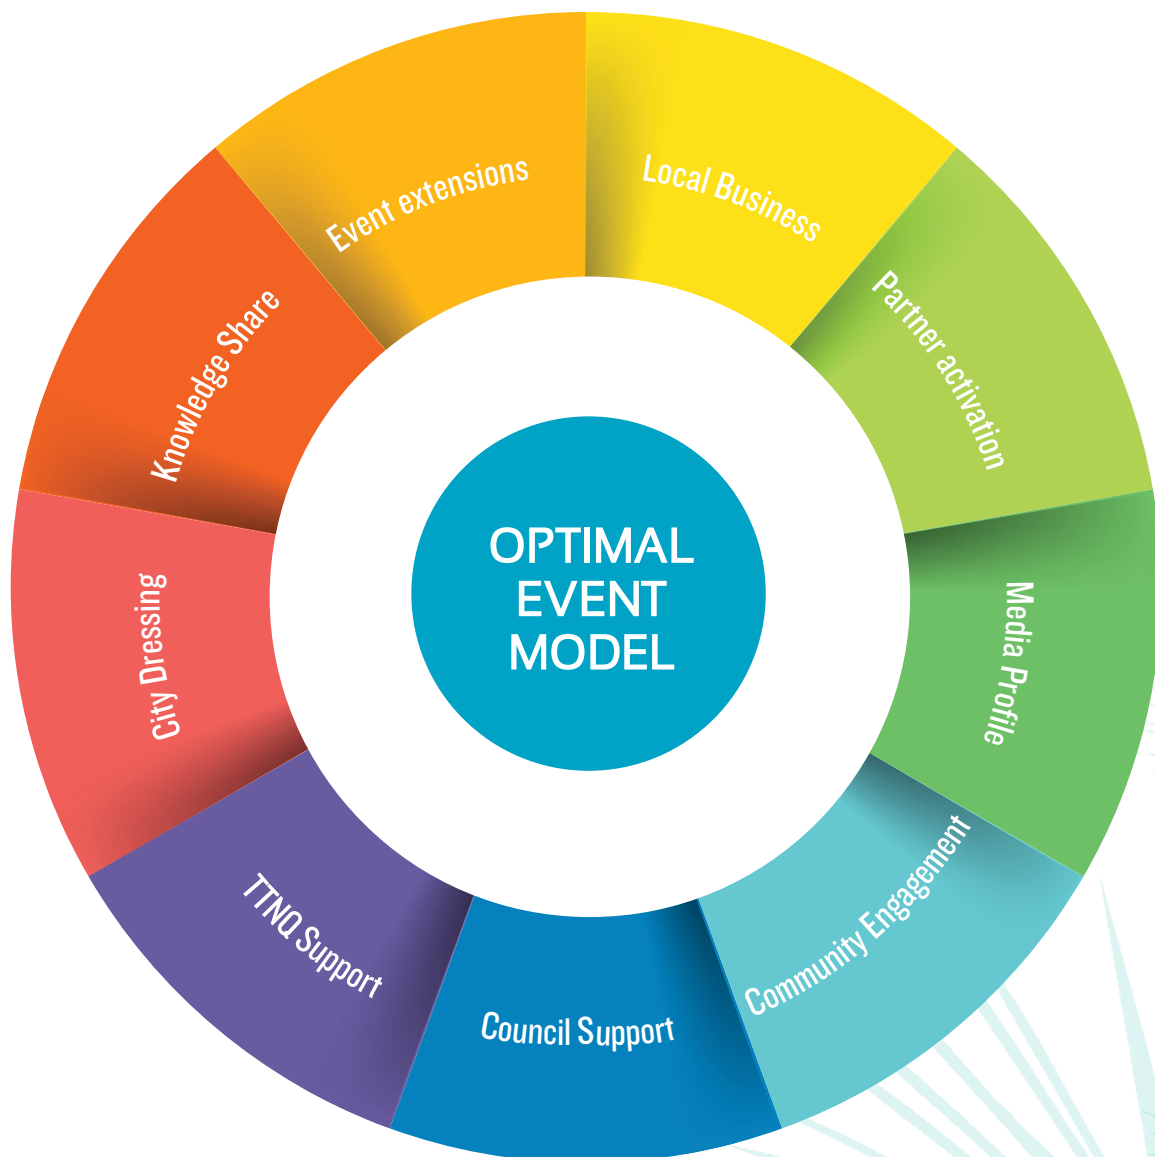 OPTIMAL
EVENT
MODEL
Local Business
Partner activation
Media Profile
Community Engagement
Council Support
TTNQ Support
City Dressing
Knowledge Share
Event extensions